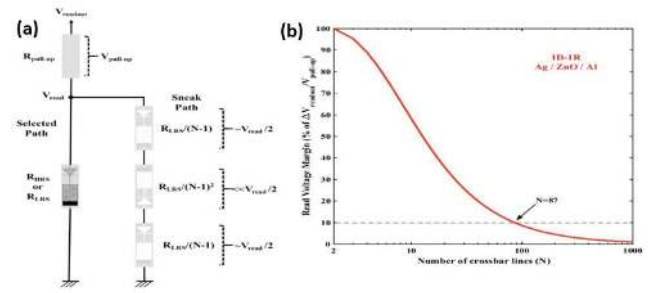 (a)
V_readout
R_pull-up
V_pull-up
V_read
Sneak
Path
Selected
Path
R_LRS/(N-1)
~V_read/2
R_HRS
or
R_LRS
R_LRS/(N-1)²
<<V_read/2
R_LRS/(N-1)
~V_read/2
(b)
100
90
80
70
60
50
40
30
20
10
0
1D-1R
Ag / ZnO / Al
N=87
2
10
100
1000
Number of crossbar lines (N)
Read Voltage Margin (% of ΔV_readout/V_pull-up)